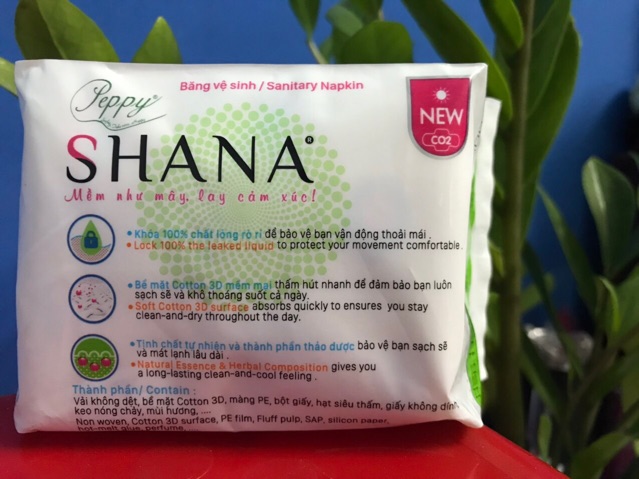 Peppy®
Băng vệ sinh / Sanitary Napkin
NEW
CO2
SHANA®
Mềm như mây, lay cảm xúc!
• Khóa 100% chất lỏng rò rỉ để bảo vệ bạn vận động thoải mái .
• Lock 100% the leaked liquid to protect your movement comfortable.
• Bề mặt Cotton 3D mềm mại thấm hút nhanh để đảm bảo bạn luôn
sạch sẽ và khô thoáng suốt cả ngày.
• Soft Cotton 3D surface absorbs quickly to ensures you stay
clean-and-dry throughout the day.
• Tinh chất tự nhiên và thành phần thảo dược bảo vệ bạn sạch sẽ
và mát lạnh lâu dài .
• Natural Essence & Herbal Composition gives you
a long-lasting clean-and-cool feeling .
Thành phần/ Contain :
Vải không dệt, bề mặt Cotton 3D, màng PE, bột giấy, hạt siêu thấm, giấy không dính,
keo nóng chảy, mùi hương, ....
Non woven, Cotton 3D surface, PE film, Fluff pulp, SAP, silicon paper,
hot-melt glue, perfume, ....